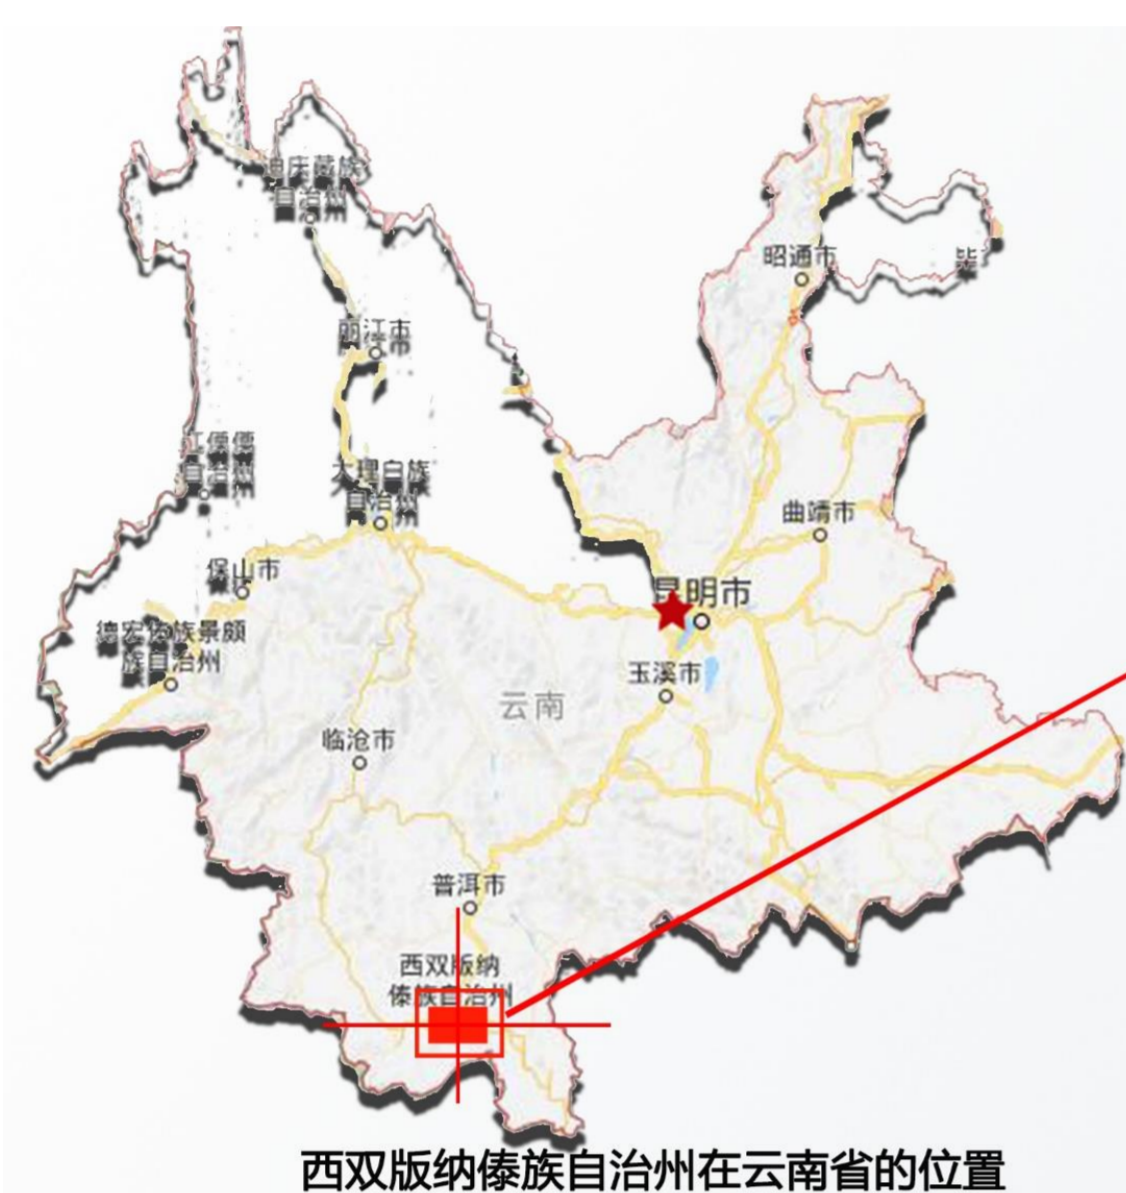 迪庆藏族
自治州
昭通市
毕
丽江市
江傈僳
自治州
大理白族
自治州
曲靖市
保山市
昆明市
德宏傣族景颇
族自治州
玉溪市
云南
临沧市
普洱市
西双版纳
傣族自治州
西双版纳傣族自治州在云南省的位置